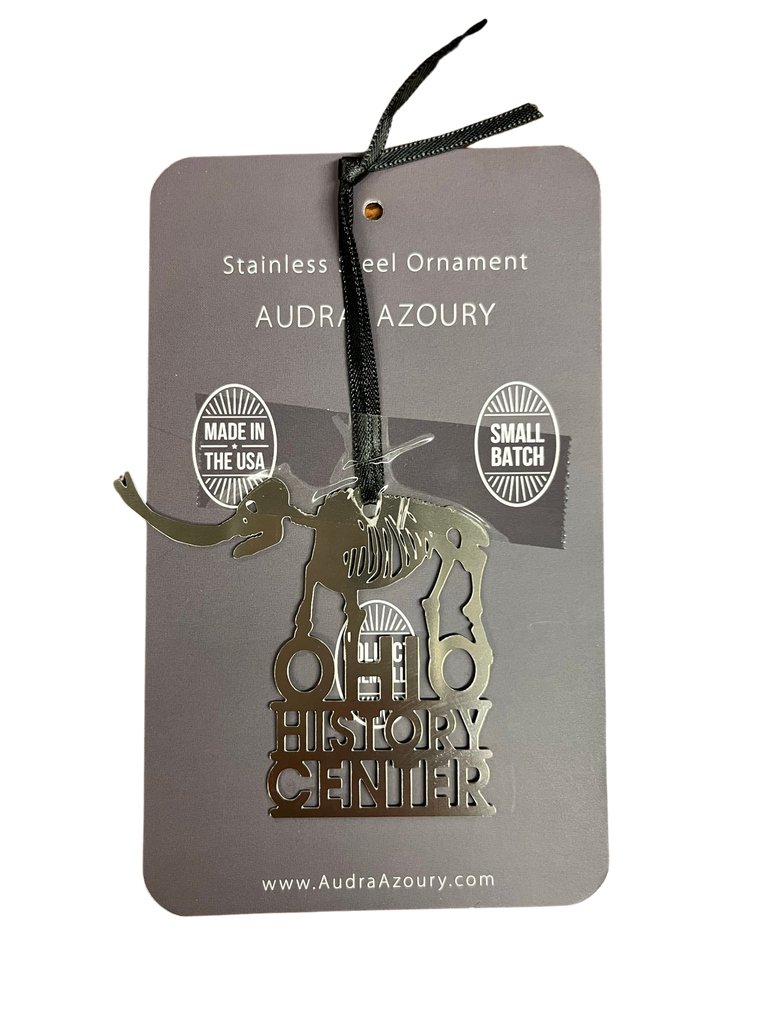 Stainless Steel Ornament
AUDRA AZOURY
MADE IN
THE USA
SMALL
BATCH
OHIO
HISTORY
CENTER
www.AudraAzoury.com